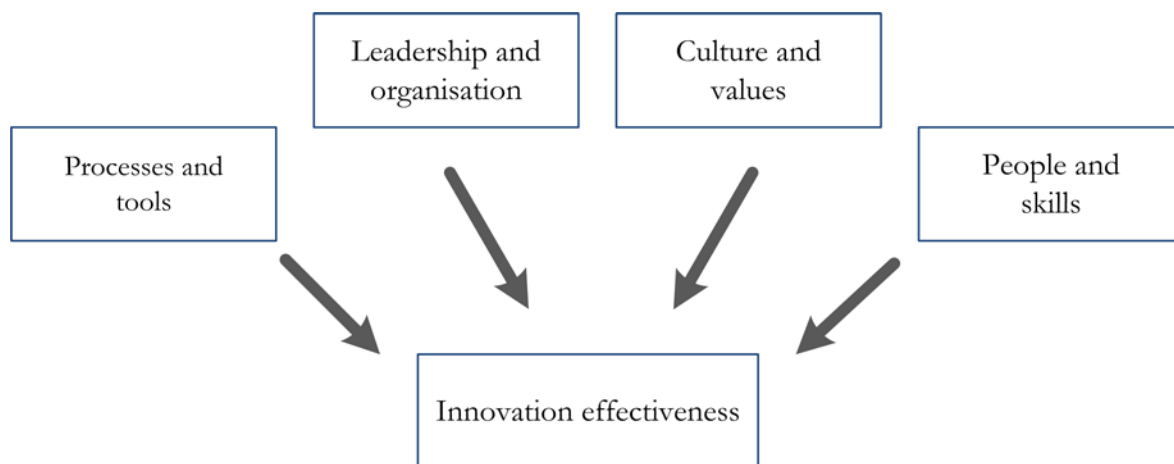 Leadership and
organisation
Culture and
values
Processes and
tools
People and
skills
Innovation effectiveness